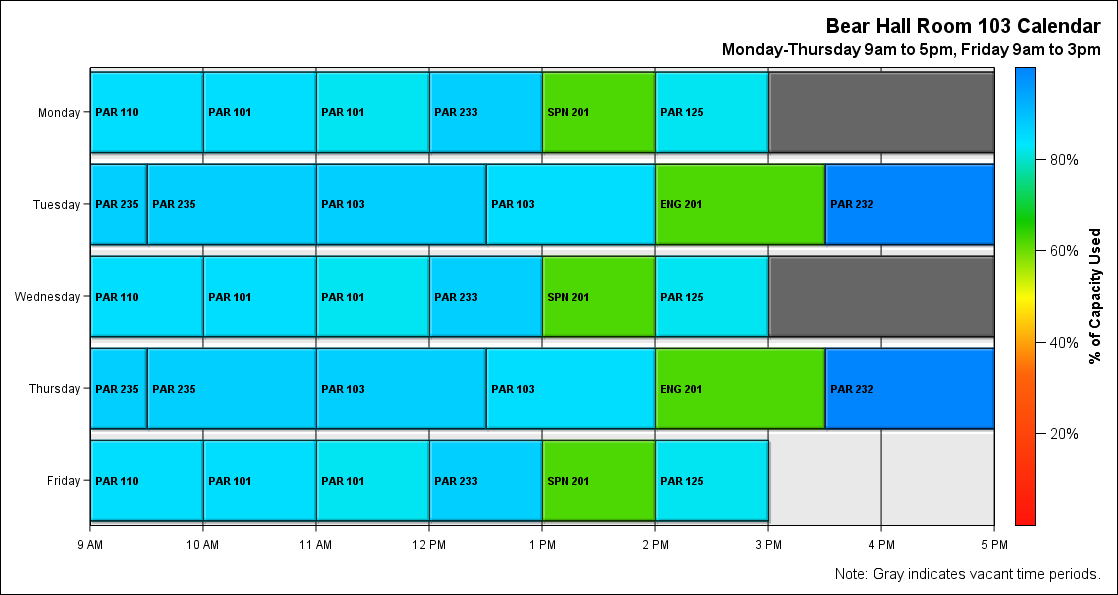 Bear Hall Room 103 Calendar
Monday-Thursday 9am to 5pm, Friday 9am to 3pm
Monday PAR 110 PAR 101 PAR 101 PAR 233 SPN 201 PAR 125
Tuesday PAR 235 PAR 235 PAR 103 PAR 103 ENG 201 PAR 232
Wednesday PAR 110 PAR 101 PAR 101 PAR 233 SPN 201 PAR 125
Thursday PAR 235 PAR 235 PAR 103 PAR 103 ENG 201 PAR 232
Friday PAR 110 PAR 101 PAR 101 PAR 233 SPN 201 PAR 125
9 AM 10 AM 11 AM 12 PM 1 PM 2 PM 3 PM 4 PM 5 PM
80%
60%
40%
20%
% of Capacity Used
Note: Gray indicates vacant time periods.